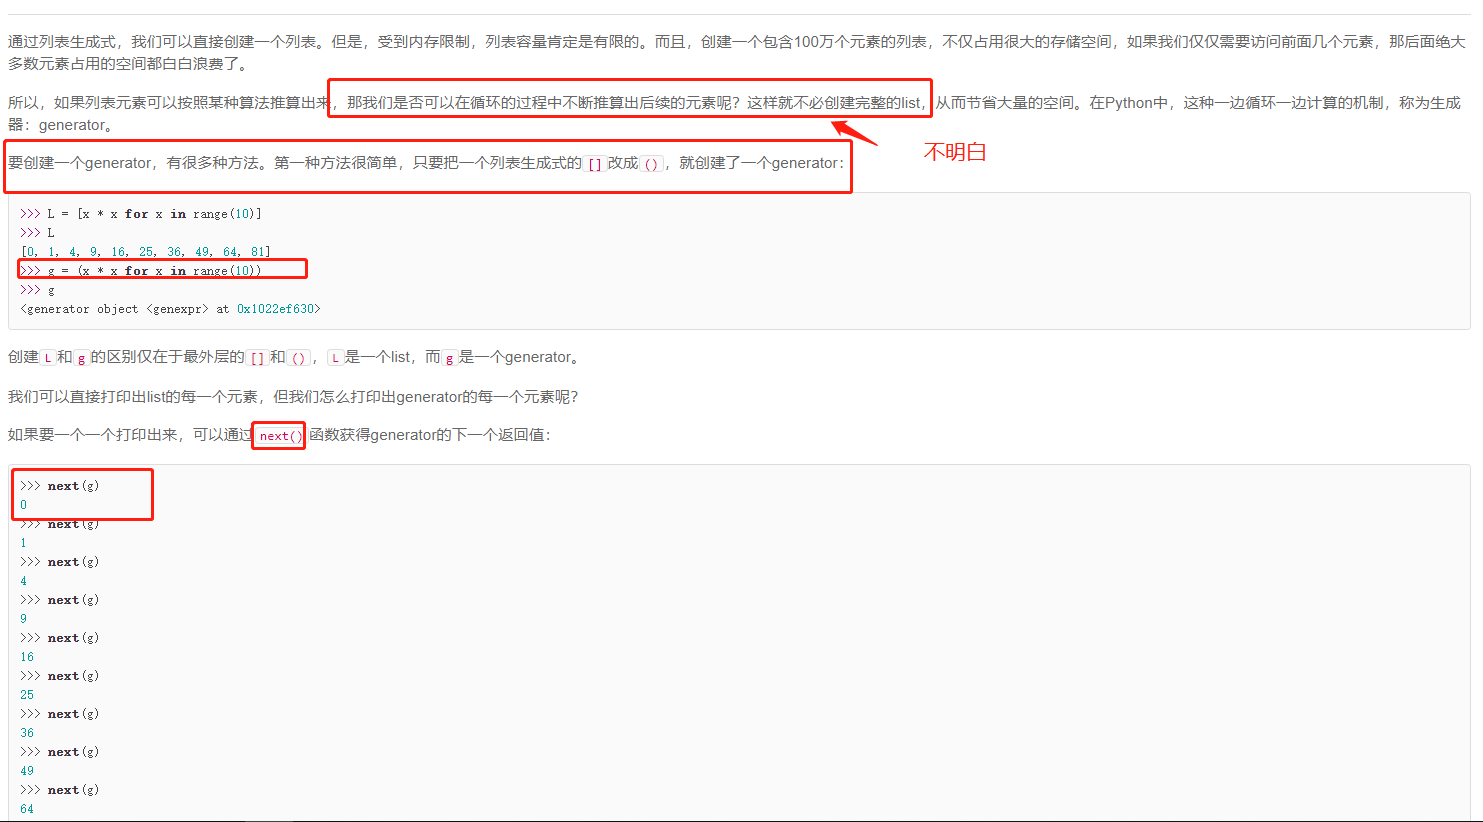 通过列表生成式，我们可以直接创建一个列表。但是，受到内存限制，列表容量肯定是有限的。而且，创建一个包含100万个元素的列表，不仅占用很大的存储空间，如果我们仅仅需要访问前面几个元素，那后面绝大
多数元素占用的空间都白白浪费了。
所以，如果列表元素可以按照某种算法推算出来，那我们是否可以在循环的过程中不断推算出后续的元素呢？这样就不必创建完整的list，从而节省大量的空间。在Python中，这种一边循环一边计算的机制，称为生成
器：generator。
不明白
要创建一个generator，有很多种方法。第一种方法很简单，只要把一个列表生成式的[]改成()，就创建了一个generator：
>>> L = [x * x for x in range(10)]
>>> L
[0, 1, 4, 9, 16, 25, 36, 49, 64, 81]
>>> g = (x * x for x in range(10))
>>> g
<generator object <genexpr> at 0x1022ef630>
创建L和g的区别仅在于最外层的[]和()，L是一个list，而g是一个generator。
我们可以直接打印出list的每一个元素，但我们怎么打印出generator的每一个元素呢？
如果要一个一个打印出来，可以通过next()函数获得generator的下一个返回值：
>>> next(g)
0
>>> next(g)
1
>>> next(g)
4
>>> next(g)
9
>>> next(g)
16
>>> next(g)
25
>>> next(g)
36
>>> next(g)
49
>>> next(g)
64